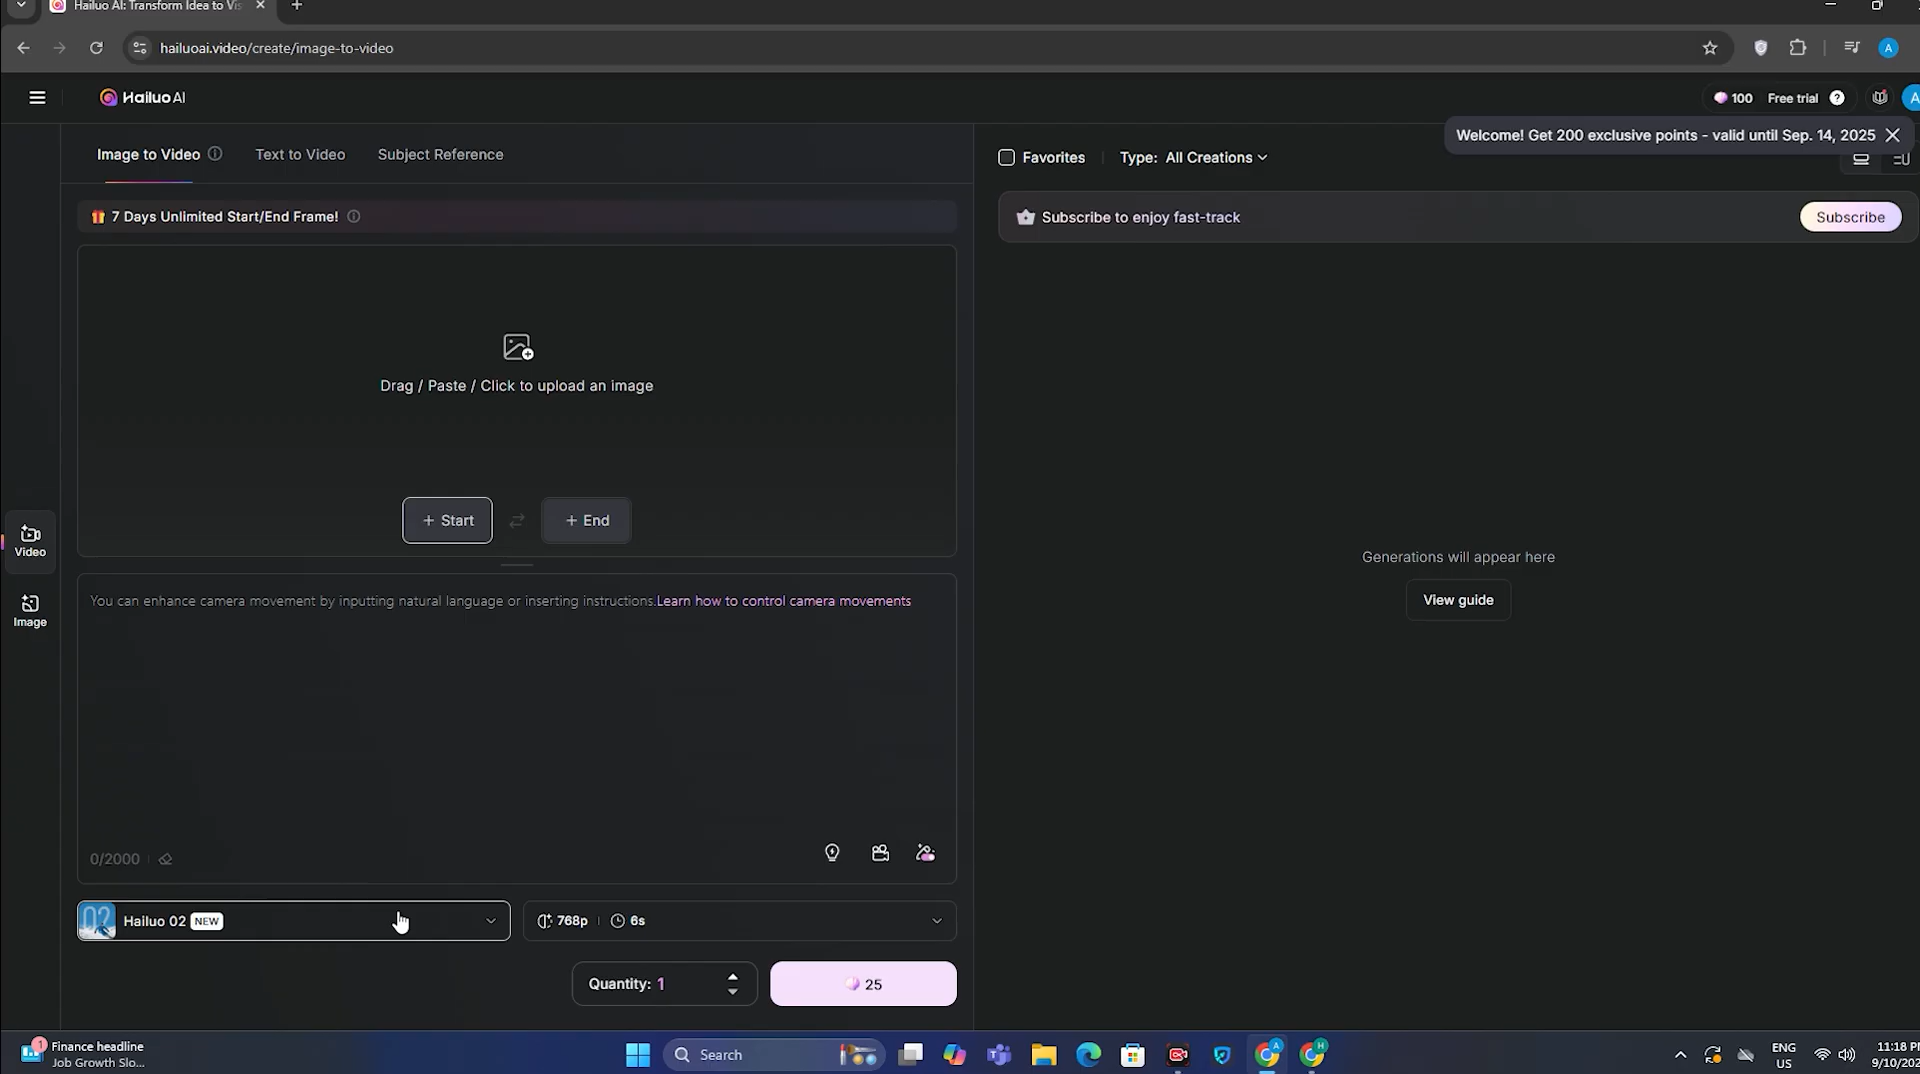 Hailuo AI: Transform Idea to Vis
hailuoai.video/create/image-to-video
A
Hailuo AI
100
Free trial
A
Welcome! Get 200 exclusive points - valid until Sep. 14, 2025
Image to Video
Text to Video
Subject Reference
Favorites
Type: All Creations
7 Days Unlimited Start/End Frame!
Subscribe to enjoy fast-track
Subscribe
Drag / Paste / Click to upload an image
+ Start
+ End
Video
Image
You can enhance camera movement by inputting natural language or inserting instructions.Learn how to control camera movements
Generations will appear here
View guide
0/2000
02
Hailuo 02 NEW
768p
6s
Quantity: 1
25
1
Finance headline
Job Growth Slo...
Search
A
H
ENG
US
11:18 P
9/10/202